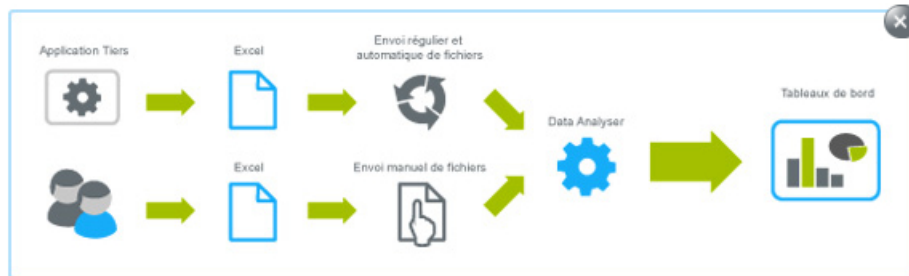 Application Tiers
Excel
Envoi régulier et
automatique de fichiers
Tableaux de bord
Data Analyser
Excel
Envoi manuel de fichiers